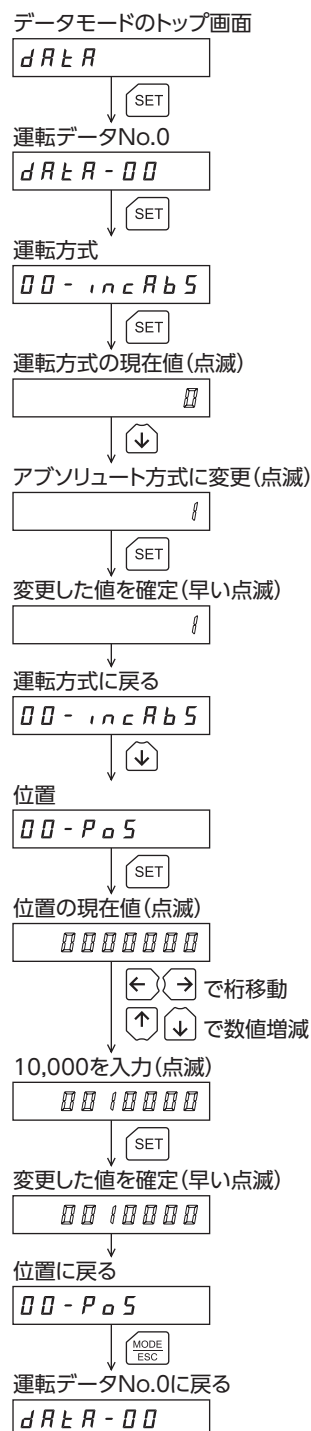 データモードのトップ画面
dAtA
SET
運転データNo.0
dAtA-00
SET
運転方式
00-incAbS
SET
運転方式の現在値(点滅)
0
↓
アブソリュート方式に変更(点滅)
1
SET
変更した値を確定(早い点滅)
1
運転方式に戻る
00-incAbS
↓
位置
00-PoS
SET
位置の現在値(点滅)
0000000
← → で桁移動
↑ ↓ で数値増減
10,000を入力(点滅)
0010000
SET
変更した値を確定(早い点滅)
0010000
位置に戻る
00-PoS
MODE
ESC
運転データNo.0に戻る
dAtA-00